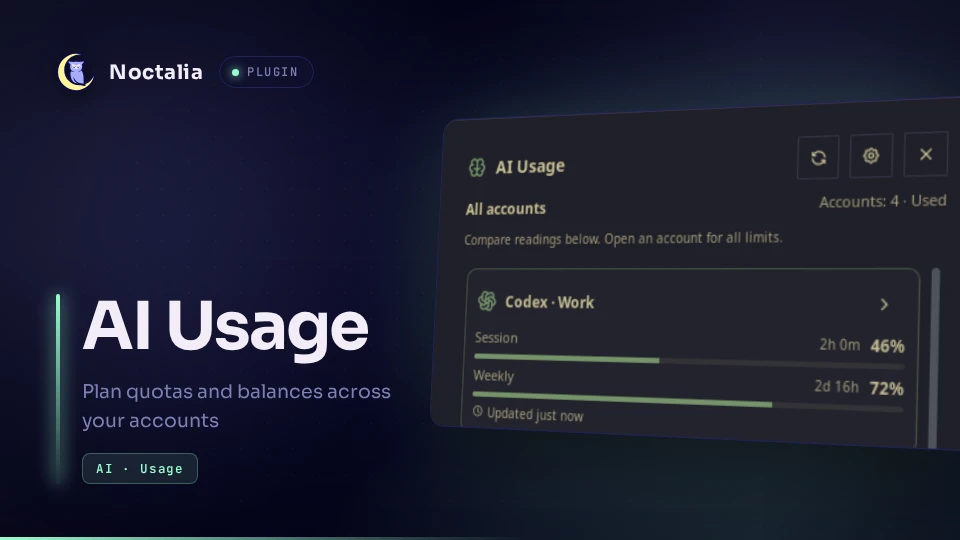 Noctalia
PLUGIN
AI Usage
Plan quotas and balances across
your accounts
AI · Usage
AI Usage
All accounts
Accounts: 4 · Used
Compare readings below. Open an account for all limits.
Codex · Work
Session
2h 0m 46%
Weekly
2d 16h 72%
Updated just now